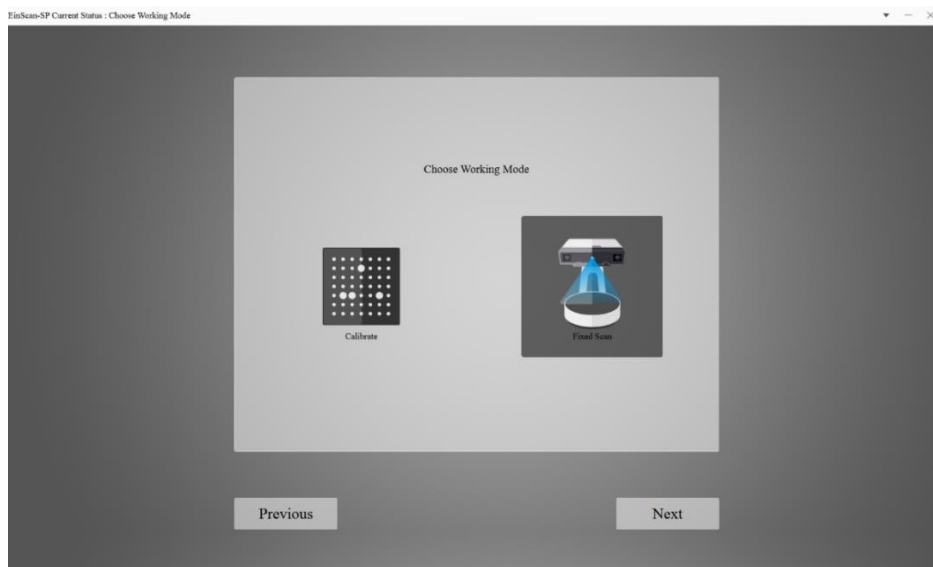 EinScan-SP Current Status : Choose Working Mode
Choose Working Mode
Calibrate
Fixed Scan
Previous
Next